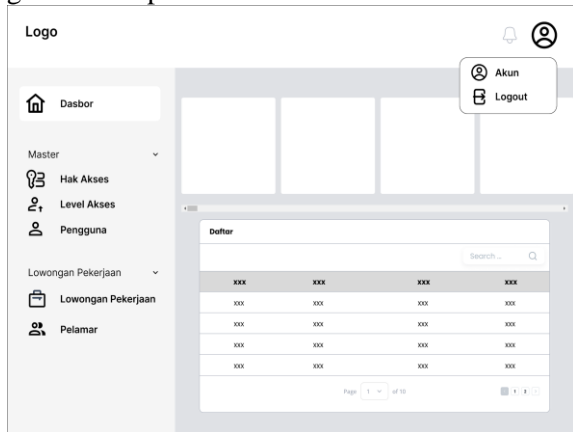 Logo
Akun
Logout
Dasbor
Master
Hak Akses
Level Akses
Pengguna
Lowongan Pekerjaan
Lowongan Pekerjaan
Pelamar
Daftar
Search ...
xxx xxx xxx xxx
xxx xxx xxx xxx
xxx xxx xxx xxx
xxx xxx xxx xxx
xxx xxx xxx xxx
Page 1 of 10
1 2